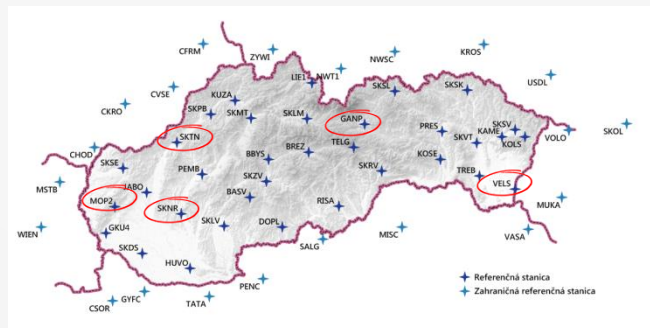 CFRM
ZYWI
NWSC
KROS
LIE1
NWT1
USDL
CVSE
KUZA
SKSL
SKSK
CKRO
SKPB
SKMT
SKLM
GANP
SKTN
PRES
KAME
SKSV
SKVT
KOLS
VOLO
SKOL
CHOD
SKSE
BBYS
BREZ
TELG
KOSE
PEMB
SKRV
TREB
MSTB
JABO
SKZV
VELS
MOP2
SKNR
BASV
RISA
MUKA
WIEN
GKU4
SKLV
DOPL
MISC
VASA
SKDS
SALG
HUVO
PENC
Referenčná stanica
Zahraničná referenčná stanica
CSOR
GYFC
TATA